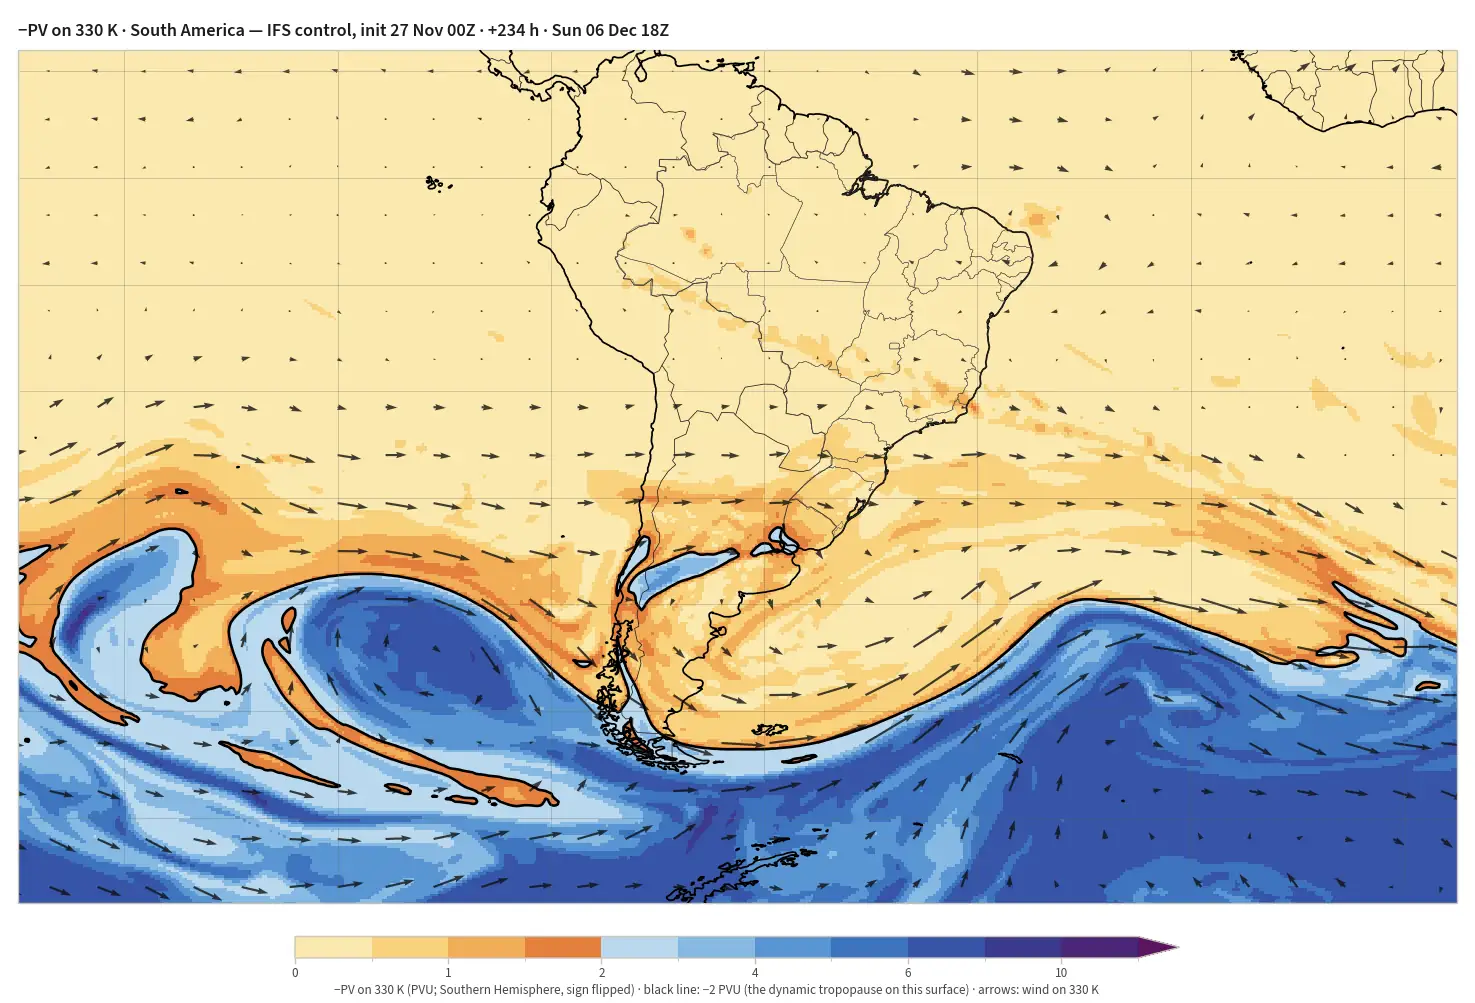 −PV on 330 K · South America — IFS control, init 27 Nov 00Z · +234 h · Sun 06 Dec 18Z
0 1 2 4 6 10
−PV on 330 K (PVU; Southern Hemisphere, sign flipped) · black line: −2 PVU (the dynamic tropopause on this surface) · arrows: wind on 330 K